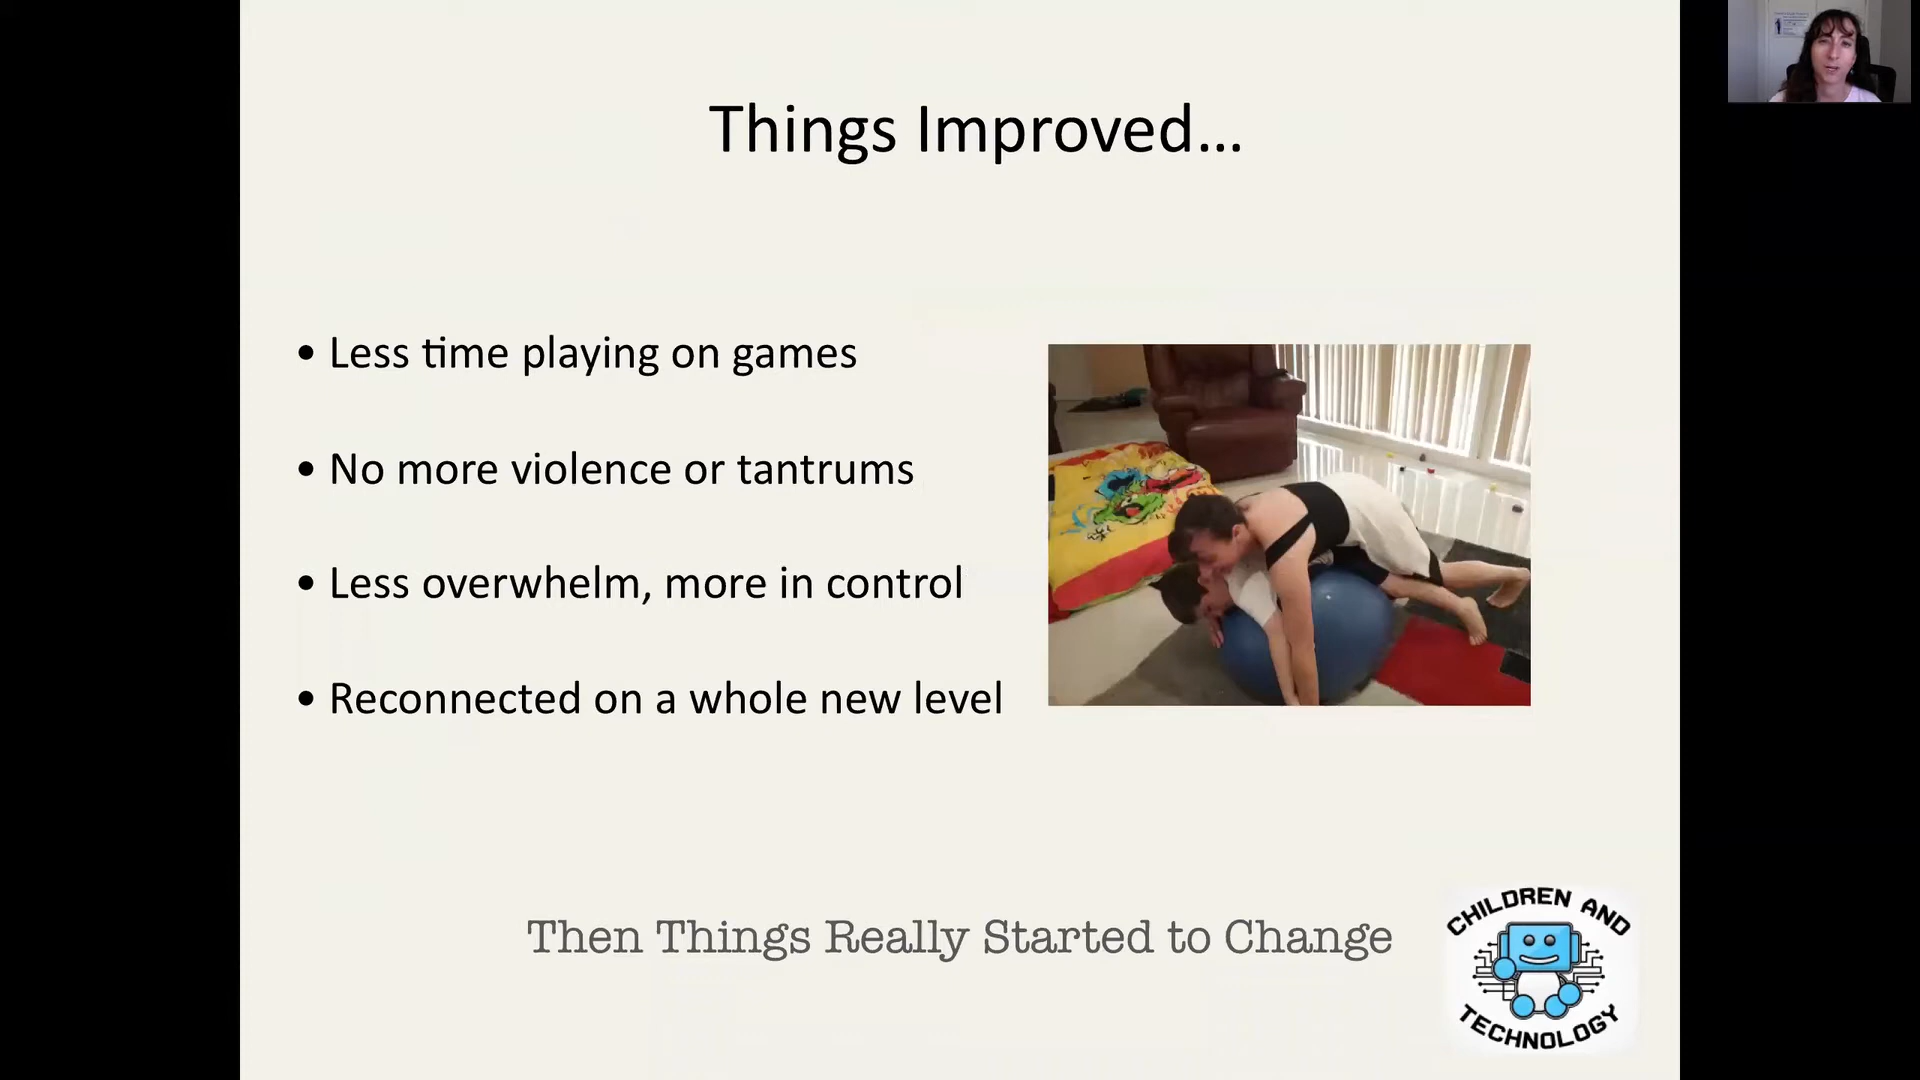 Things Improved...
• Less time playing on games
• No more violence or tantrums
• Less overwhelm, more in control
• Reconnected on a whole new level
Then Things Really Started to Change
CHILDREN AND
TECHNOLOGY